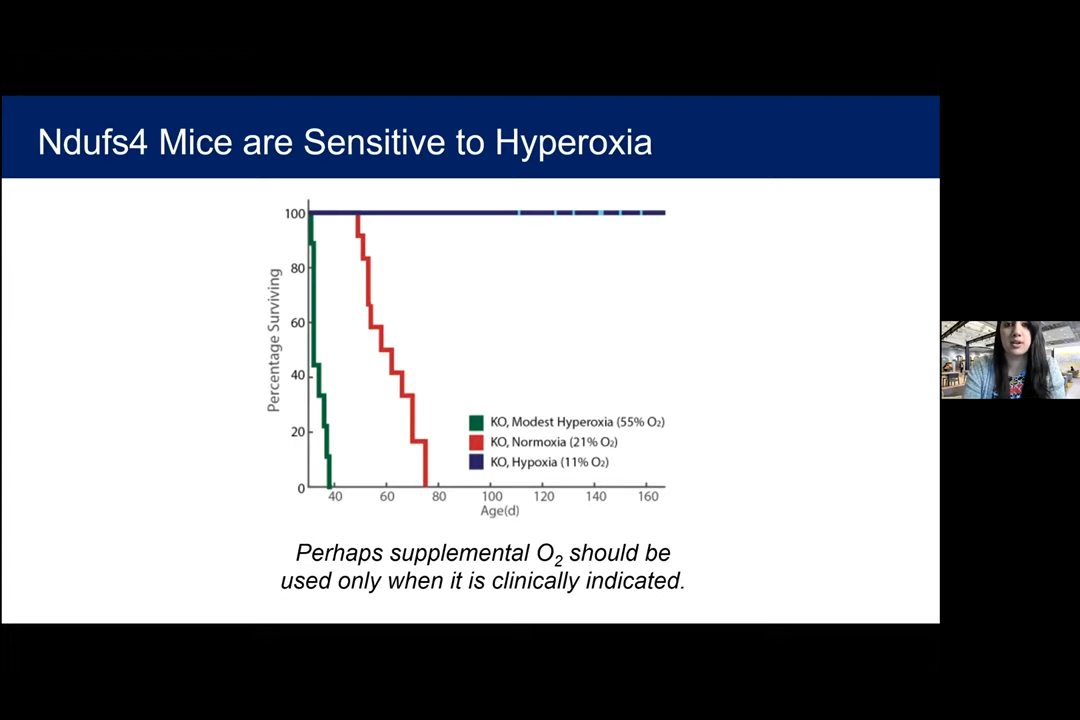 Ndufs4 Mice are Sensitive to Hyperoxia
100
80
60
40
20
0
Percentage Surviving
KO, Modest Hyperoxia (55% O₂)
KO, Normoxia (21% O₂)
KO, Hypoxia (11% O₂)
40 60 80 100 120 140 160
Age(d)
Perhaps supplemental O₂ should be
used only when it is clinically indicated.